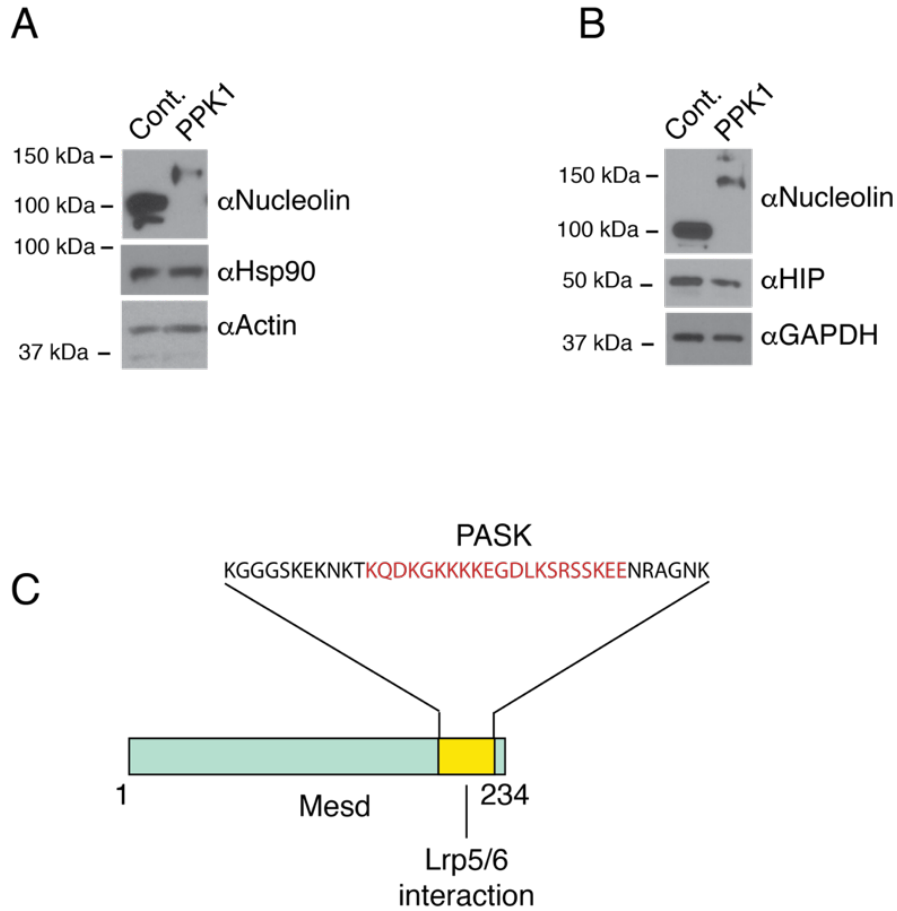 A
Cont.
PPK1
150 kDa
100 kDa
αNucleolin
100 kDa
αHsp90
αActin
37 kDa
B
Cont.
PPK1
150 kDa
100 kDa
αNucleolin
50 kDa
αHIP
37 kDa
αGAPDH
C
PASK
KGGGSKEKNKTKQDKGKKKKEGDLKSRSSKEENRAGNK
1
Mesd
234
Lrp5/6
interaction